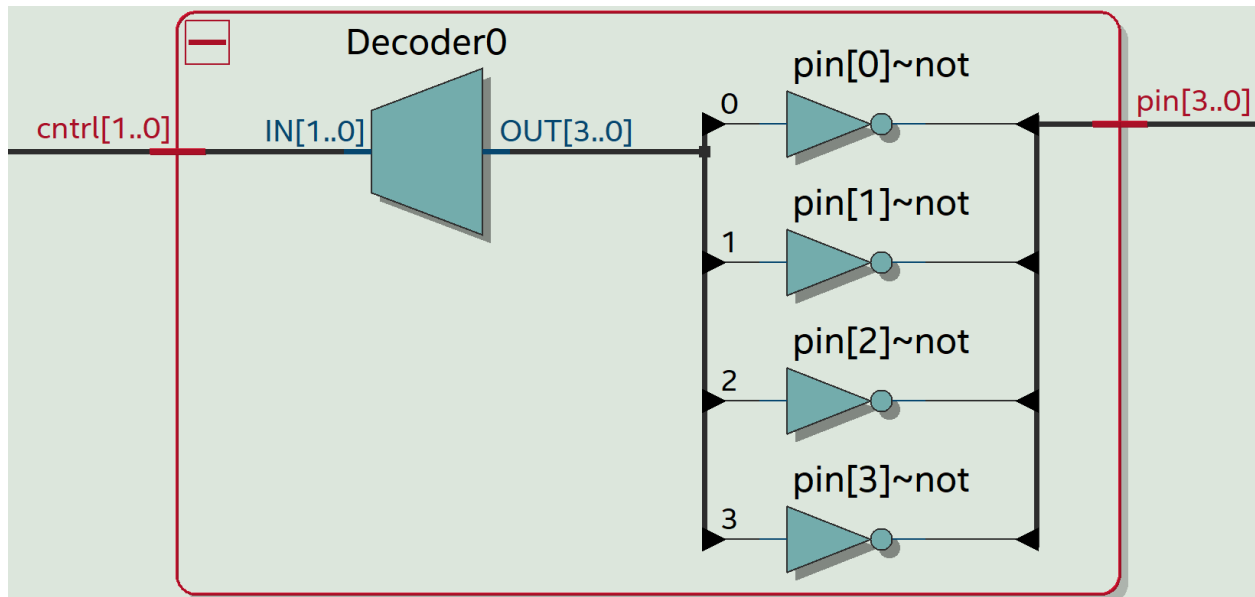 Decoder0
pin[0]~not
cntrl[1..0]
IN[1..0]
OUT[3..0]
0
pin[3..0]
pin[1]~not
1
pin[2]~not
2
pin[3]~not
3